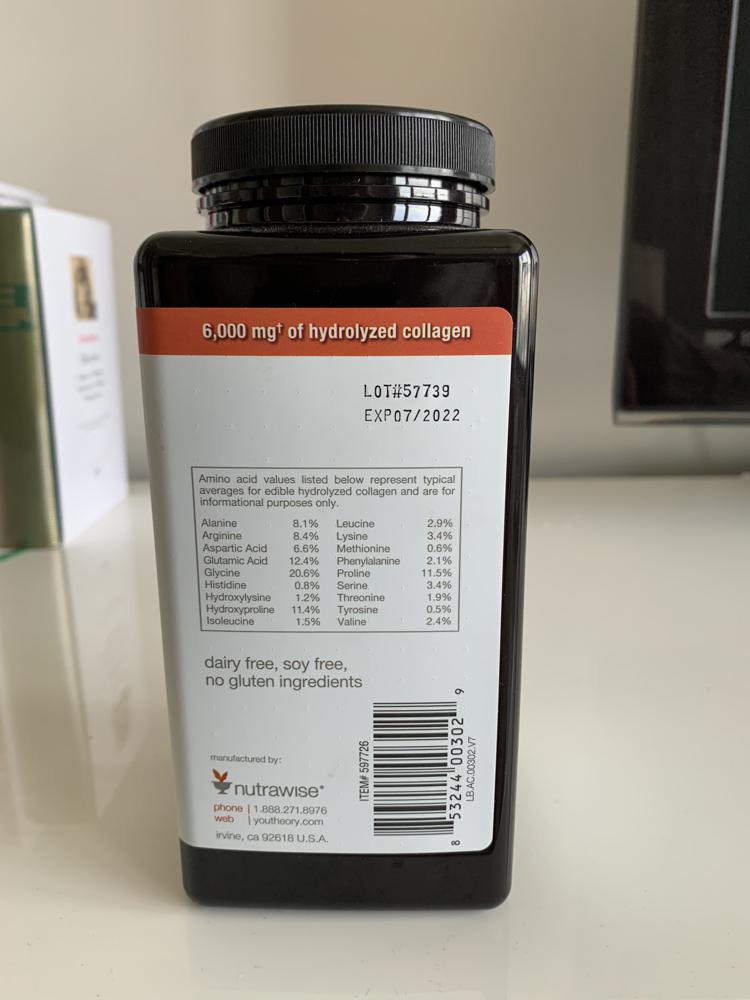 6,000 mg† of hydrolyzed collagen
LOT#57739
EXP07/2022
Amino acid values listed below represent typical
averages for edible hydrolyzed collagen and are for
informational purposes only.
Alanine 8.1% Leucine 2.9%
Arginine 8.4% Lysine 3.4%
Aspartic Acid 6.6% Methionine 0.6%
Glutamic Acid 12.4% Phenylalanine 2.1%
Glycine 20.6% Proline 11.5%
Histidine 0.8% Serine 3.4%
Hydroxylysine 1.2% Threonine 1.9%
Hydroxyproline 11.4% Tyrosine 0.5%
Isoleucine 1.5% Valine 2.4%
dairy free, soy free,
no gluten ingredients
manufactured by:
nutrawise®
phone | 1.888.271.8976
web | youtheory.com
irvine, ca 92618 U.S.A.
ITEM# 597726
8 53244 00302 9
LB.AC.00302.V7